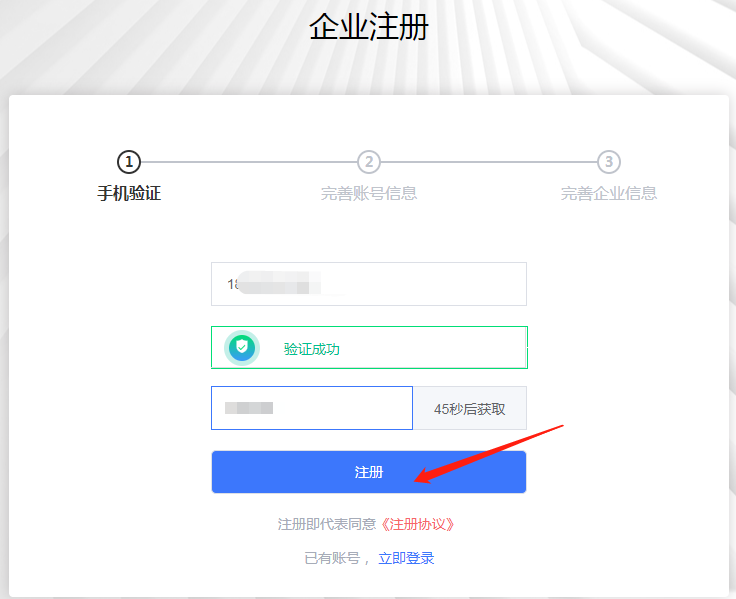 企业注册
1 2 3
手机验证 完善账号信息 完善企业信息
18
验证成功
45秒后获取
注册
注册即代表同意《注册协议》
已有账号，立即登录